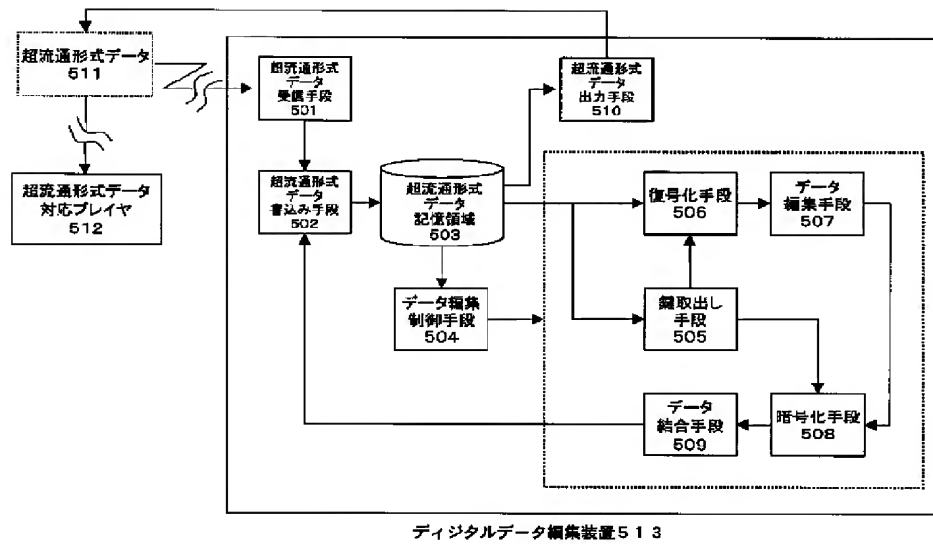 超流通形式データ
511
超流通形式データ
対応プレイヤ
512
超流通形式
データ
受信手段
501
超流通形式
データ
書込み手段
502
超流通形式
データ
記憶領域
503
データ編集
制御手段
504
超流通形式
データ
出力手段
510
復号化手段
506
データ
編集手段
507
鍵取出し
手段
505
データ
結合手段
509
暗号化手段
508
ディジタルデータ編集装置513